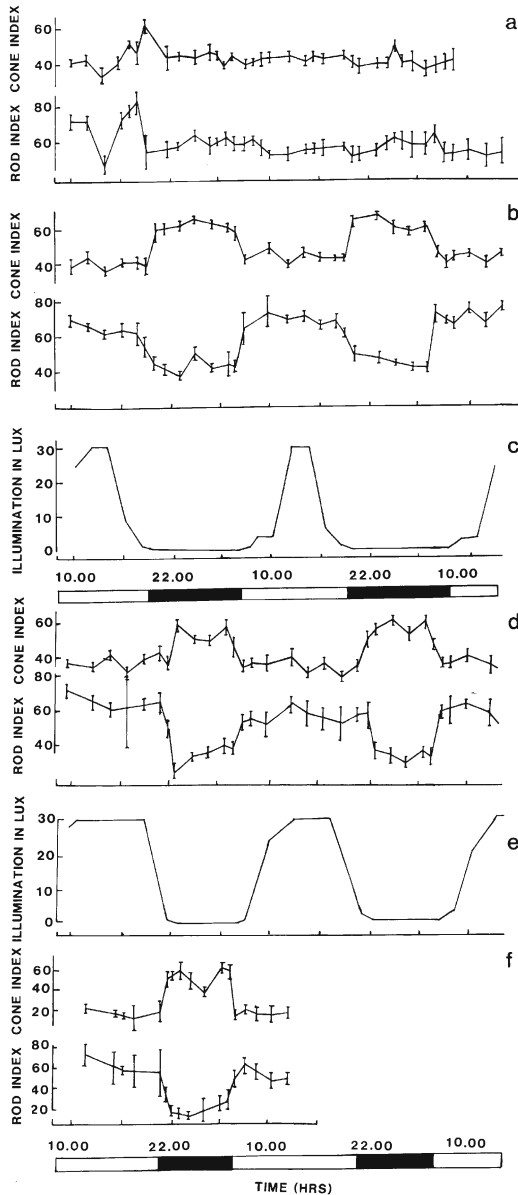 a
CONE INDEX
60
40
ROD INDEX
80
60
b
CONE INDEX
60
40
ROD INDEX
80
60
40
c
ILLUMINATION IN LUX
30
20
10
0
10.00 22.00 10.00 22.00 10.00
d
CONE INDEX
60
40
ROD INDEX
80
60
40
e
ILLUMINATION IN LUX
30
20
10
0
f
CONE INDEX
60
40
20
ROD INDEX
80
60
40
20
10.00 22.00 10.00 22.00 10.00
TIME (HRS)